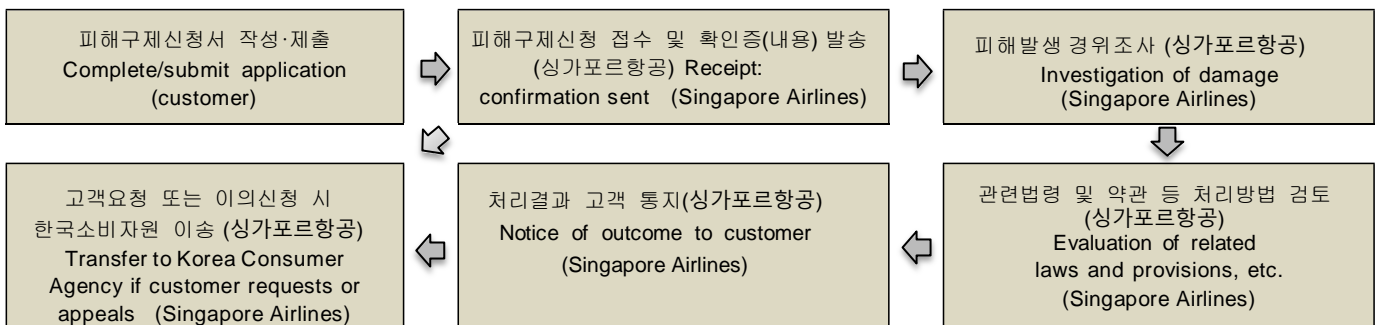 피해구제신청서 작성·제출
Complete/submit application
(customer)
피해구제신청 접수 및 확인증(내용) 발송
(싱가포르항공) Receipt:
confirmation sent (Singapore Airlines)
피해발생 경위조사 (싱가포르항공)
Investigation of damage
(Singapore Airlines)
관련법령 및 약관 등 처리방법 검토
(싱가포르항공)
Evaluation of related
laws and provisions, etc.
(Singapore Airlines)
처리결과 고객 통지(싱가포르항공)
Notice of outcome to customer
(Singapore Airlines)
고객요청 또는 이의신청 시
한국소비자원 이송 (싱가포르항공)
Transfer to Korea Consumer
Agency if customer requests or
appeals (Singapore Airlines)